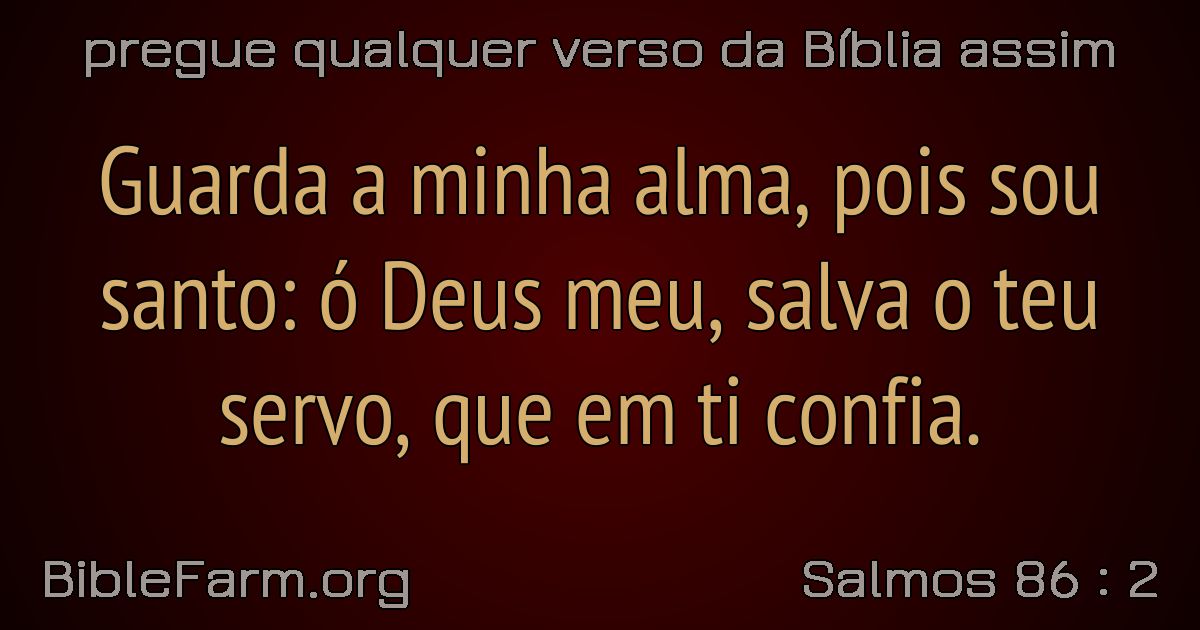 pregue qualquer verso da Bíblia assim
Guarda a minha alma, pois sou
santo: ó Deus meu, salva o teu
servo, que em ti confia.
BibleFarm.org
Salmos 86 : 2